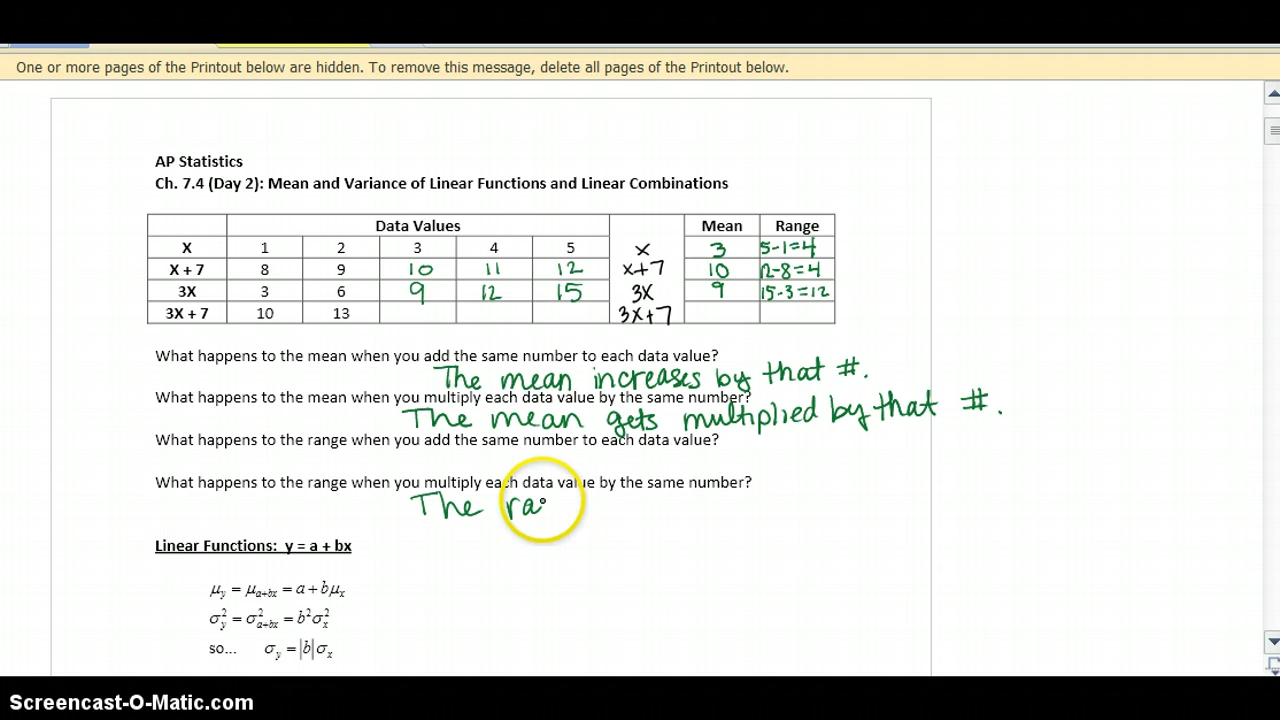 One or more pages of the Printout below are hidden. To remove this message, delete all pages of the Printout below.
AP Statistics
Ch. 7.4 (Day 2): Mean and Variance of Linear Functions and Linear Combinations
Data Values Mean Range
X 1 2 3 4 5 x 3 5-1=4
X + 7 8 9 10 11 12 x+7 10 12-8=4
3X 3 6 9 12 15 3X 9 15-3=12
3X + 7 10 13 3X+7
What happens to the mean when you add the same number to each data value?
The mean increases by that #.
What happens to the mean when you multiply each data value by the same number?
The mean gets multiplied by that #.
What happens to the range when you add the same number to each data value?
What happens to the range when you multiply each data value by the same number?
The ra
Linear Functions: y = a + bx
μ_y = μ_{a+bx} = a + bμ_x
σ²_y = σ²_{a+bx} = b²σ²_x
so... σ_y = |b|σ_x
Screencast-O-Matic.com